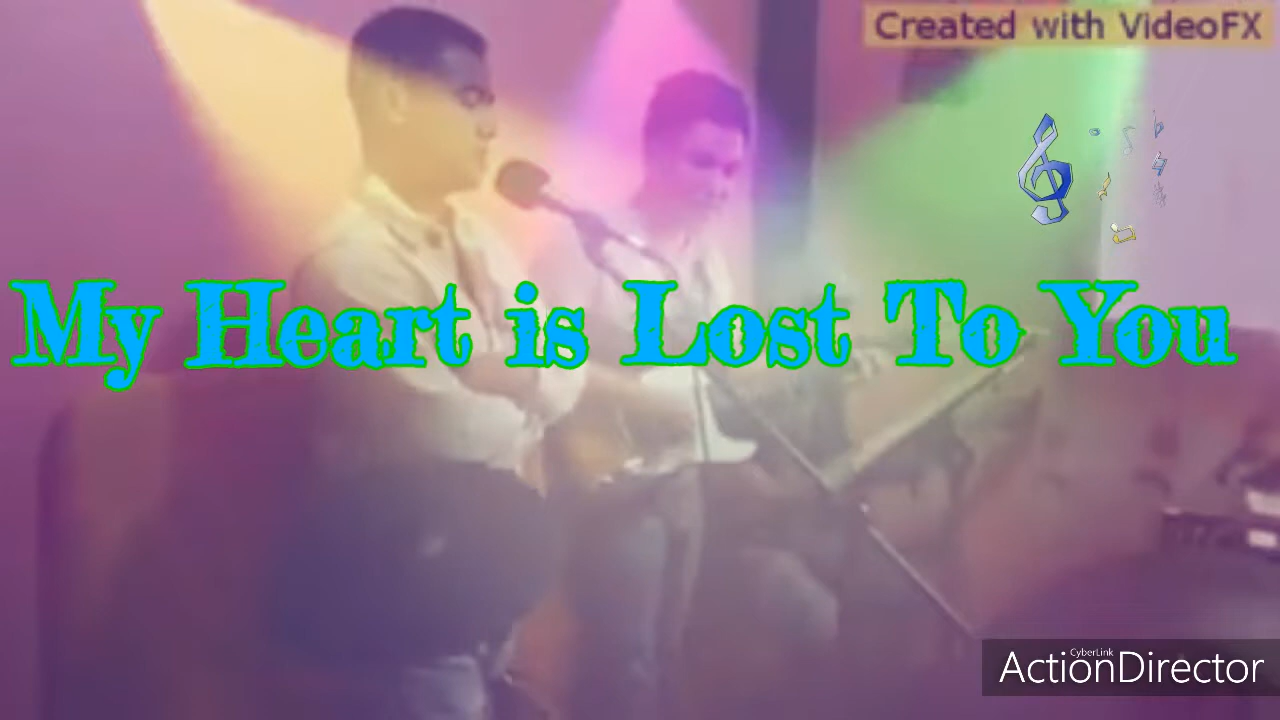 Created with VideoFX
My Heart is Lost To You
CyberLink
ActionDirector